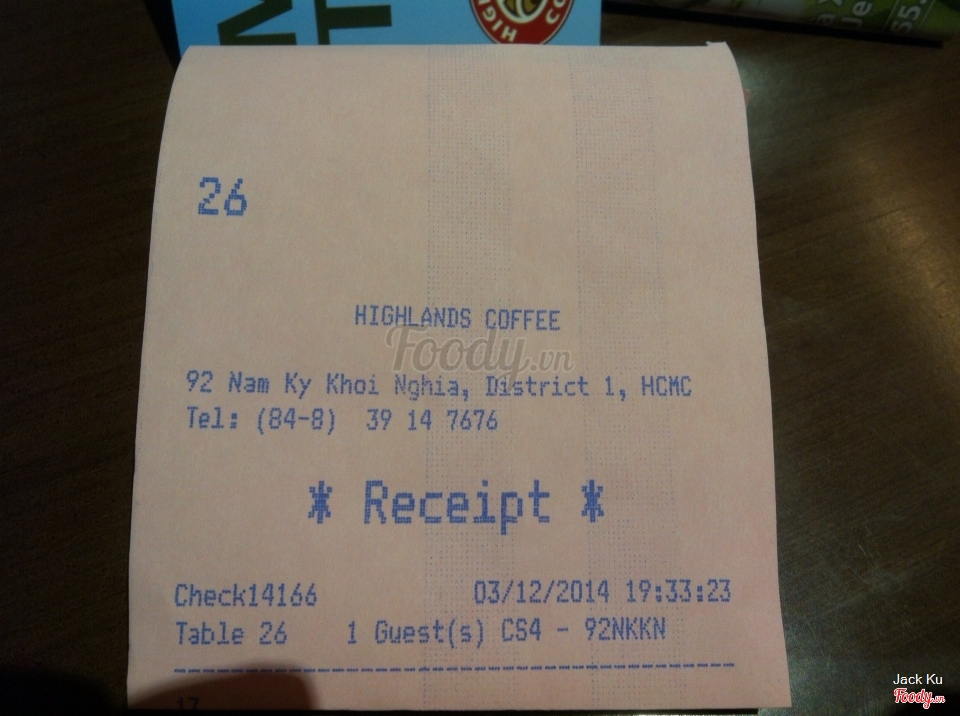 26
HIGHLANDS COFFEE
Foody.vn
92 Nam Ky Khoi Nghia, District 1, HCMC
Tel: (84-8) 39 14 7676
* Receipt *
Check14166 03/12/2014 19:33:23
Table 26 1 Guest(s) CS4 - 92NKKN
Jack Ku
Foody.vn